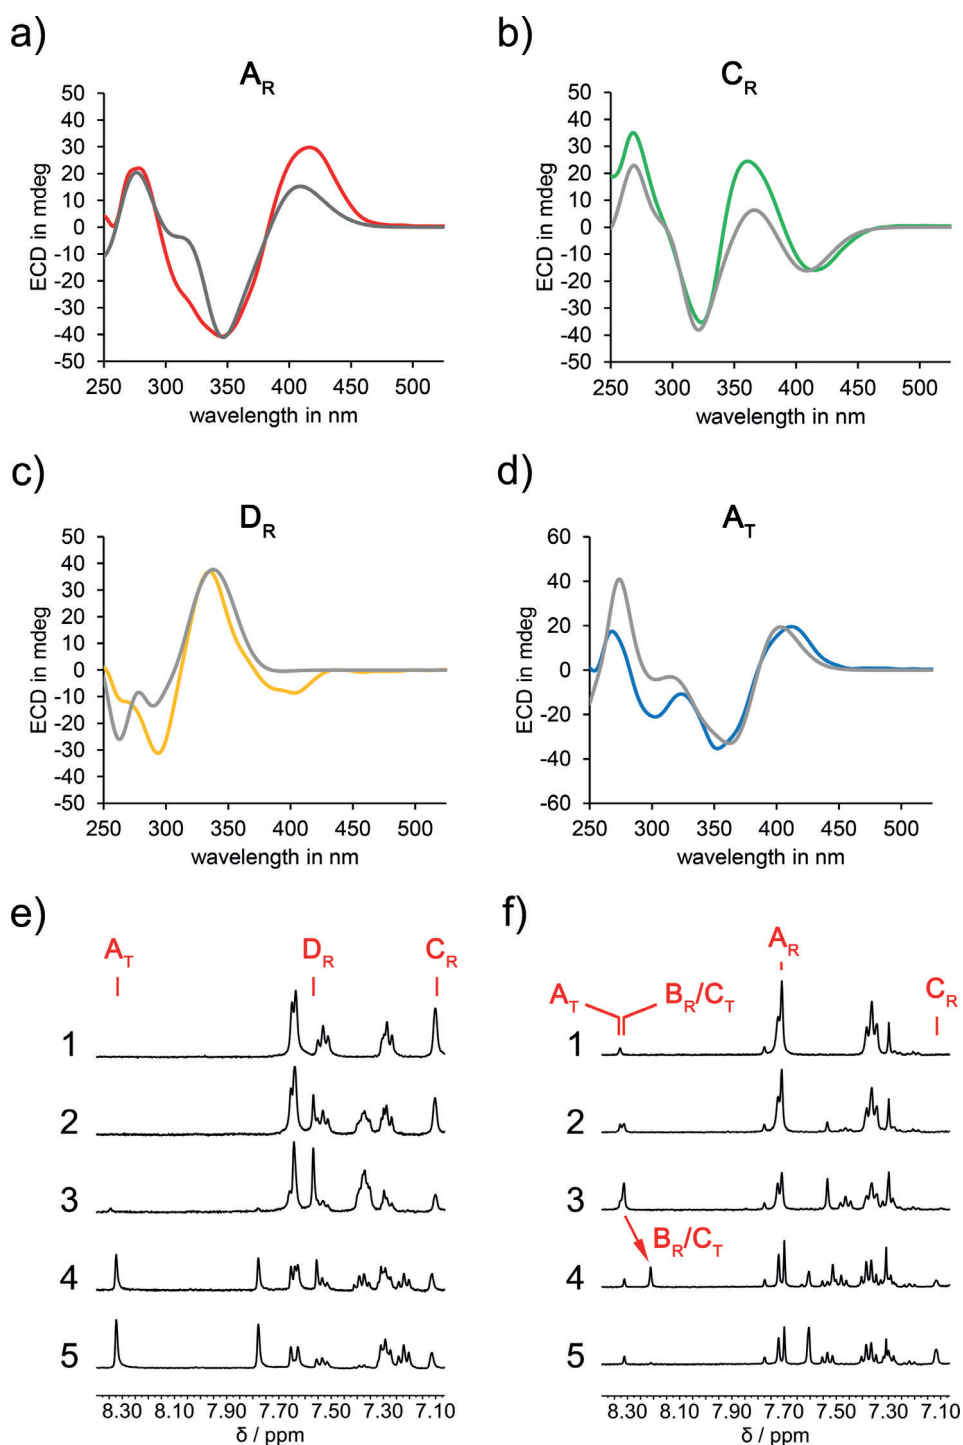 a)
b)
A_R
C_R
50
40
30
20
10
0
-10
-20
-30
-40
-50
ECD in mdeg
250 300 350 400 450 500
wavelength in nm
50
40
30
20
10
0
-10
-20
-30
-40
-50
ECD in mdeg
250 300 350 400 450 500
wavelength in nm
c)
d)
D_R
A_T
50
40
30
20
10
0
-10
-20
-30
-40
-50
ECD in mdeg
250 300 350 400 450 500
wavelength in nm
60
40
20
0
-20
-40
-60
ECD in mdeg
250 300 350 400 450 500
wavelength in nm
e)
A_T D_R C_R
1
2
3
4
5
8.30 8.10 7.90 7.70 7.50 7.30 7.10
δ / ppm
f)
A_R
A_T B_R/C_T C_R
1
2
3
B_R/C_T
4
5
8.30 8.10 7.90 7.70 7.50 7.30 7.10
δ / ppm